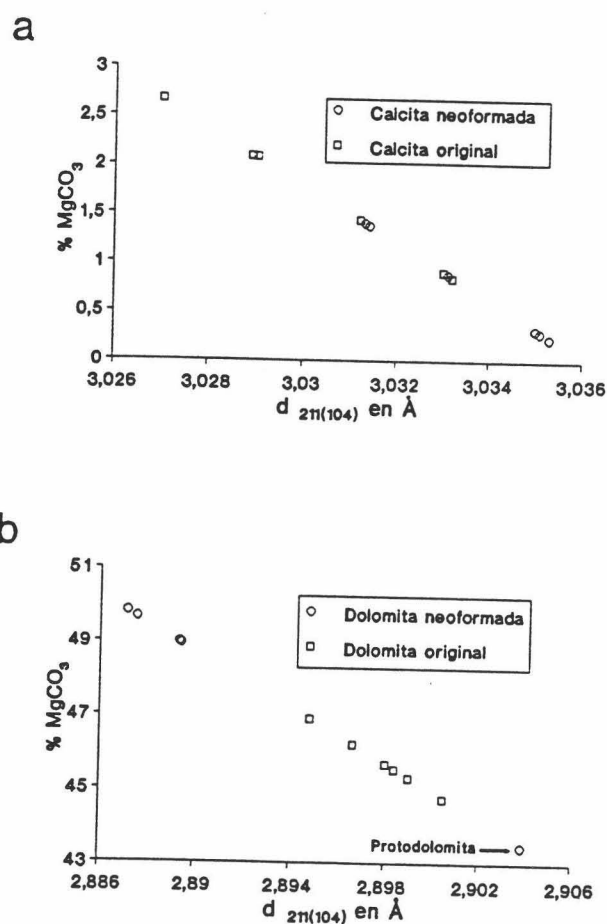 a
3
2,5
2
1,5
1
0,5
0
% MgCO₃
Calcita neoformada
Calcita original
3,026 3,028 3,03 3,032 3,034 3,036
d 211(104) en Å
b
51
49
47
45
43
% MgCO₃
Dolomita neoformada
Dolomita original
Protodolomita
2,886 2,89 2,894 2,898 2,902 2,906
d 211(104) en Å